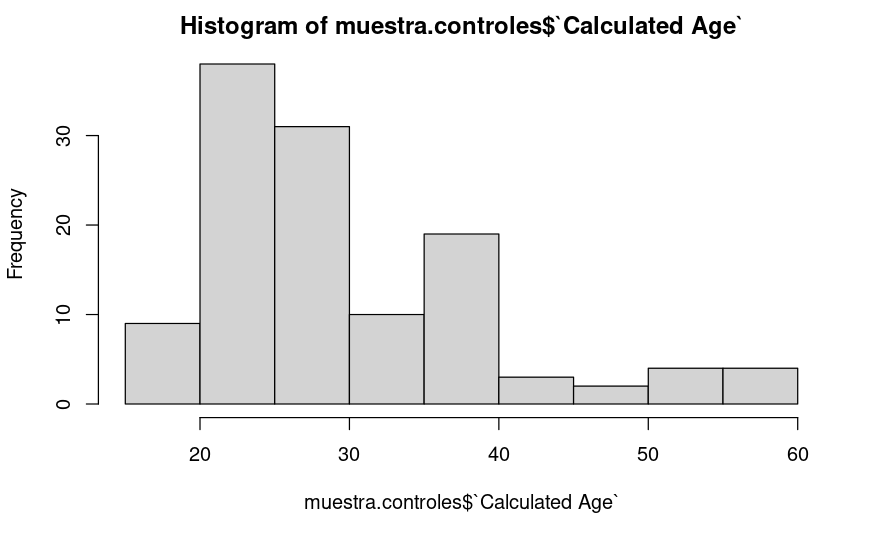 Histogram of muestra.controles$`Calculated Age`
Frequency
30
20
10
0
20 30 40 50 60
muestra.controles$`Calculated Age`